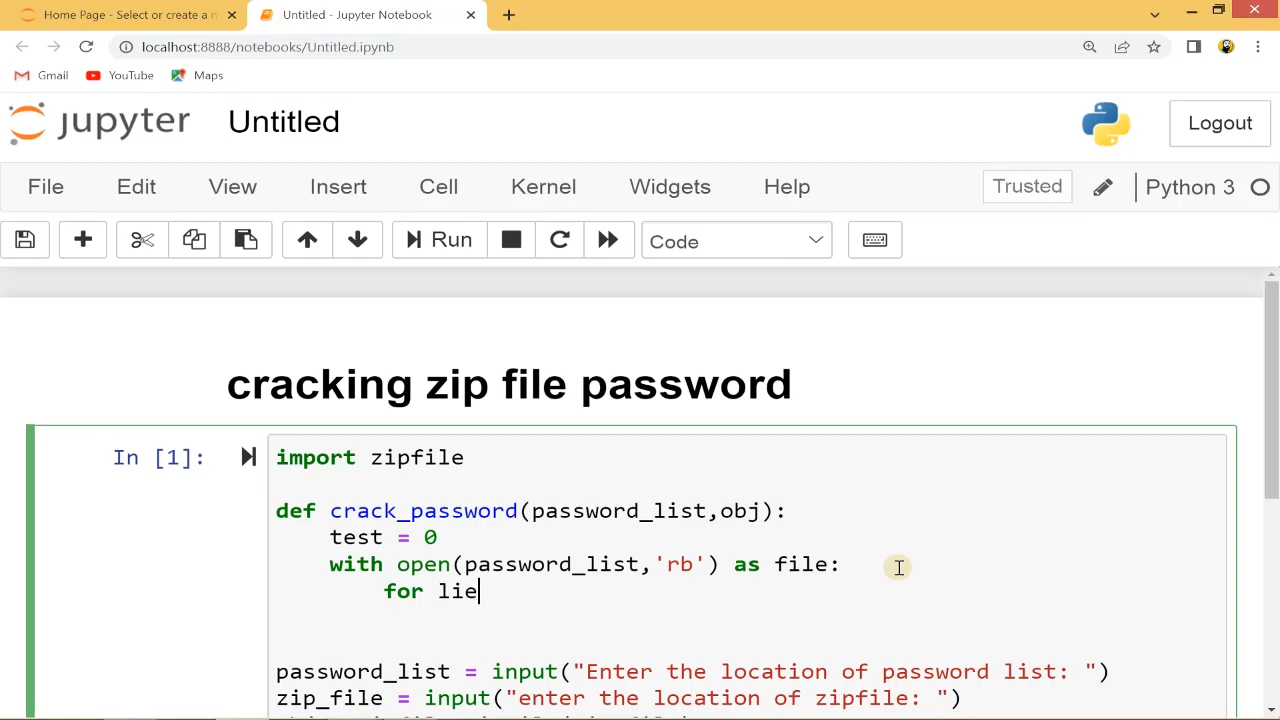 Home Page - Select or create a n
Untitled - Jupyter Notebook
localhost:8888/notebooks/Untitled.ipynb
Gmail
YouTube
Maps
jupyter
Untitled
Logout
File
Edit
View
Insert
Cell
Kernel
Widgets
Help
Trusted
Python 3
Run
Code
cracking zip file password
In [1]:
import zipfile
def crack_password(password_list,obj):
test = 0
with open(password_list,'rb') as file:
for lie
password_list = input("Enter the location of password list: ")
zip_file = input("enter the location of zipfile: ")